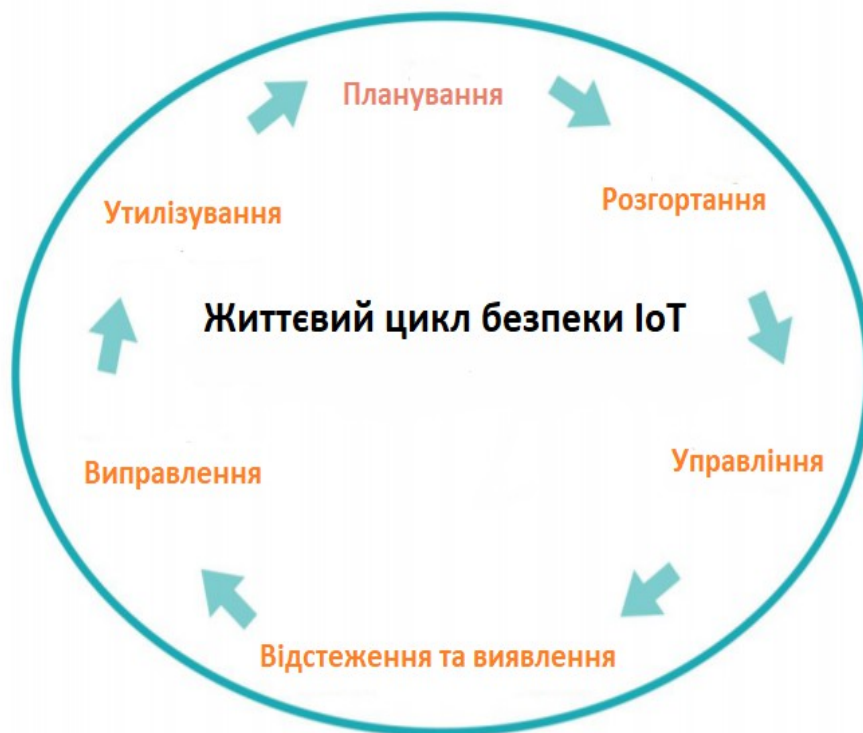 Планування
Розгортання
Утилізування
Життєвий цикл безпеки IoT
Управління
Виправлення
Відстеження та виявлення